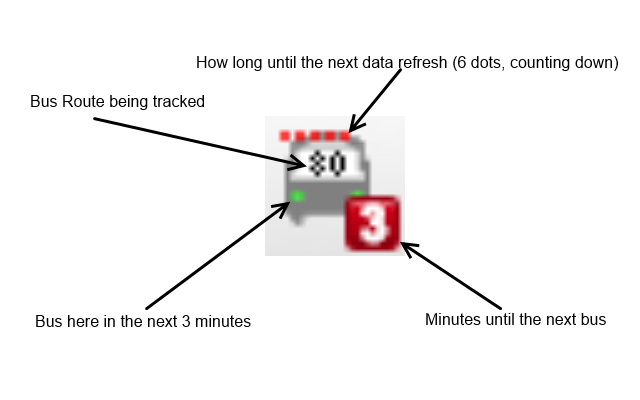 How long until the next data refresh (6 dots, counting down)
Bus Route being tracked
80
3
Bus here in the next 3 minutes
Minutes until the next bus